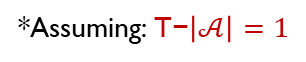 *Assuming: T−|𝒜| = 1